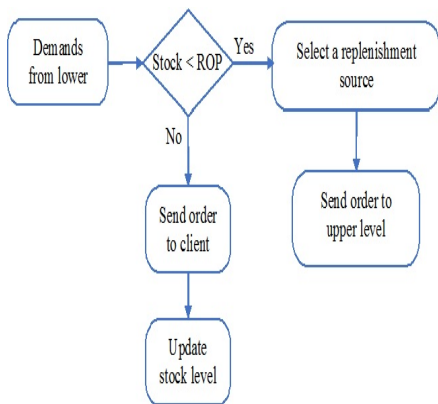 Demands
from lower
Stock < ROP
Yes
Select a replenishment
source
No
Send order
to client
Send order to
upper level
Update
stock level